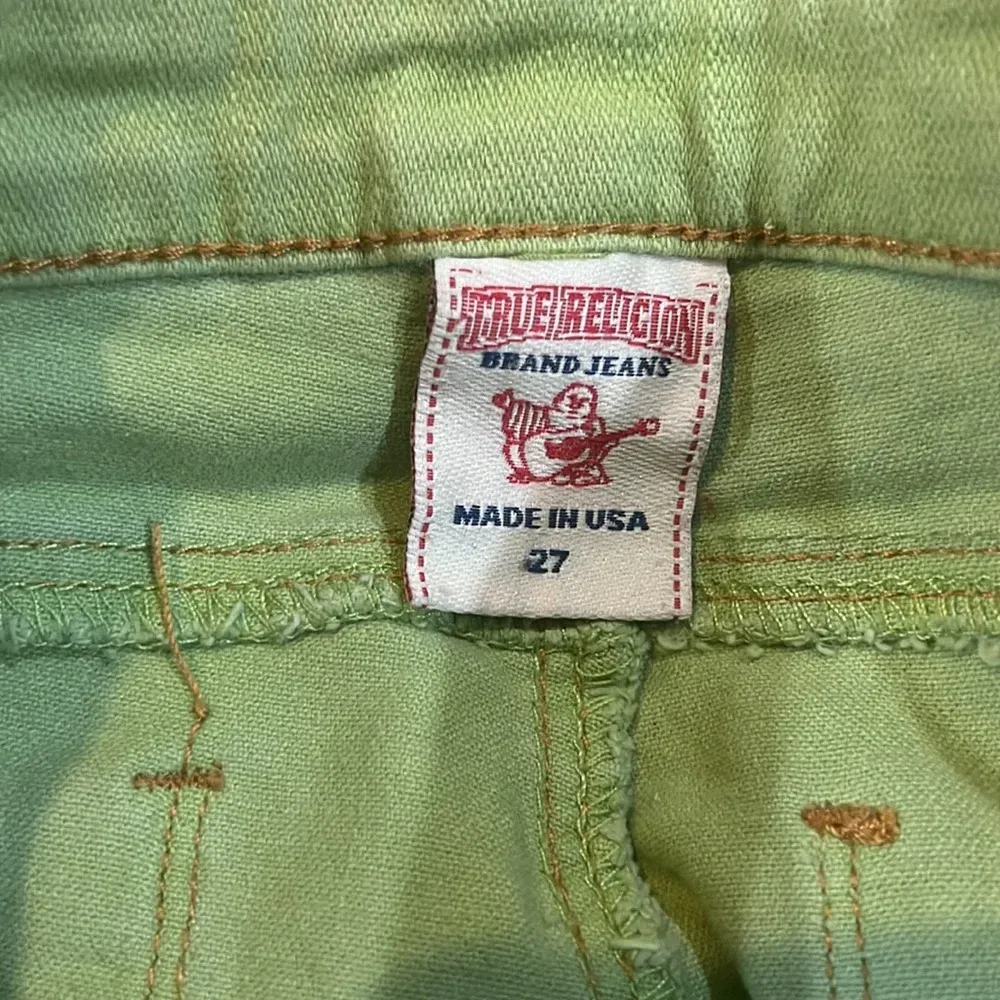 TRUE RELIGION
BRAND JEANS
MADE IN USA
27